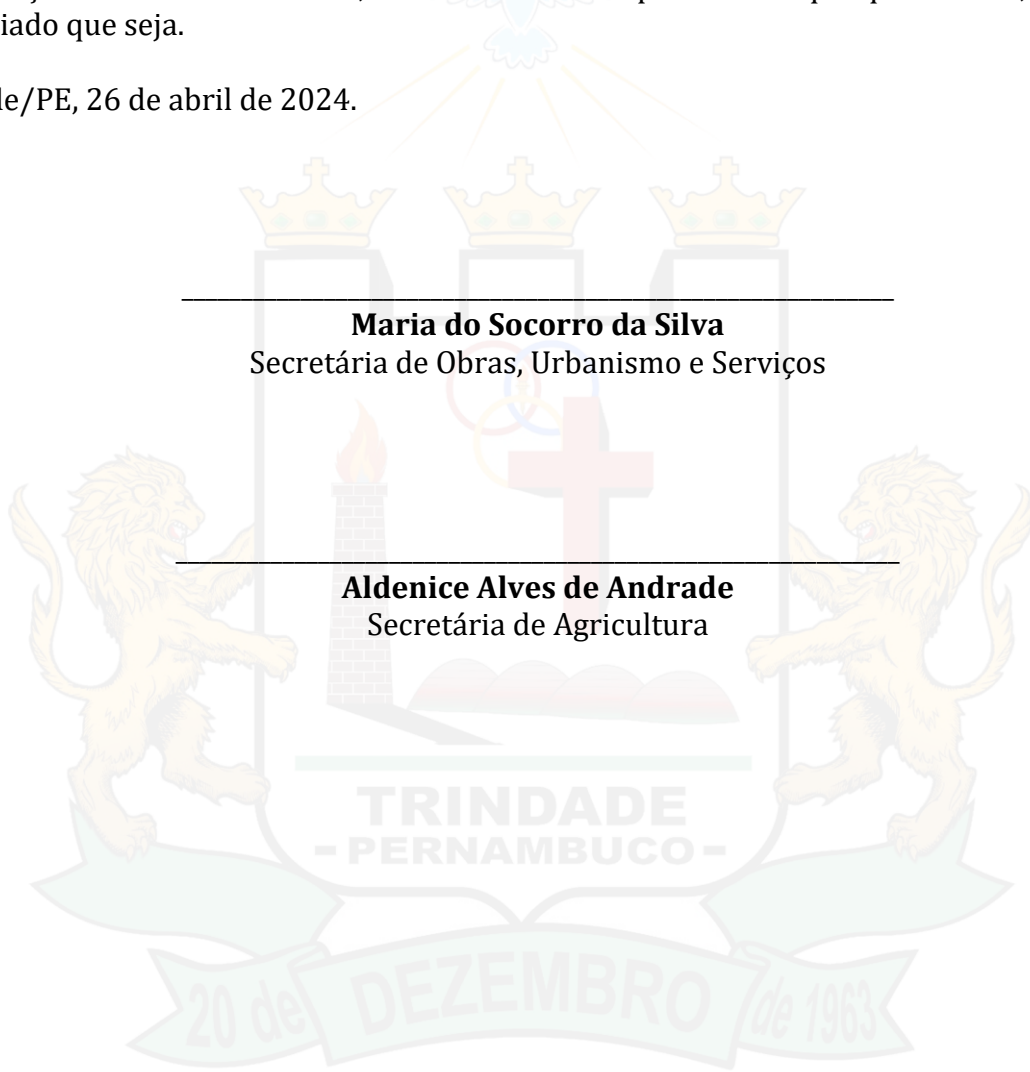 iado que seja.
le/PE, 26 de abril de 2024.
Maria do Socorro da Silva
Secretária de Obras, Urbanismo e Serviços
Aldenice Alves de Andrade
Secretária de Agricultura
TRINDADE
- PERNAMBUCO -
20 de DEZEMBRO de 1963